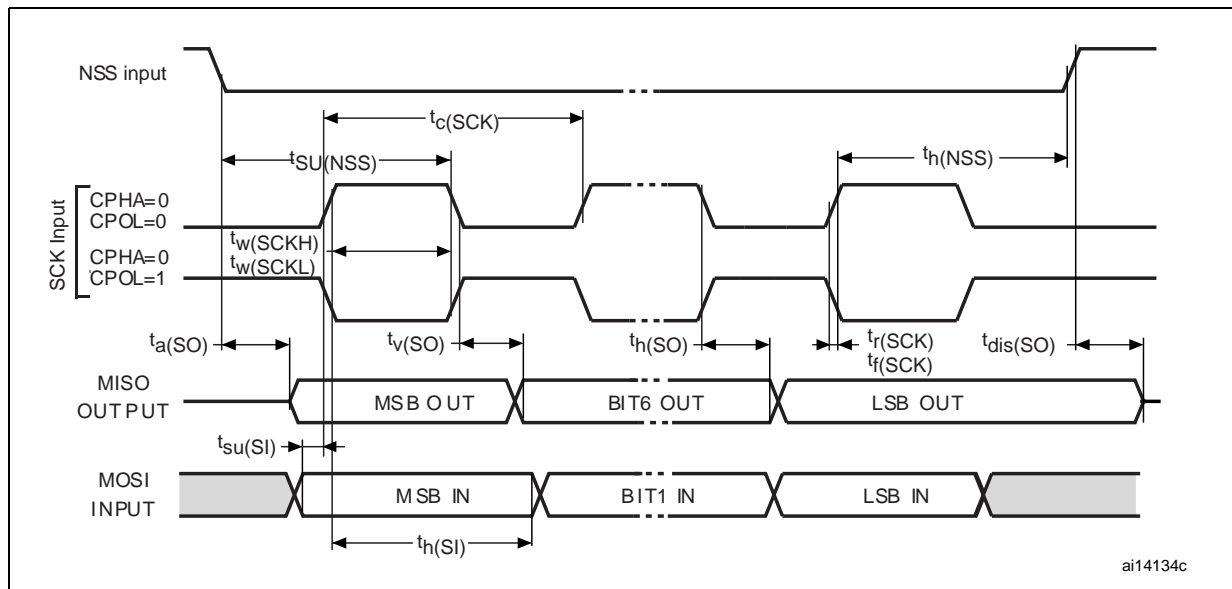 NSS input
tc(SCK)
tSU(NSS)
th(NSS)
SCK Input
CPHA=0
CPOL=0
tw(SCKH)
CPHA=0
tw(SCKL)
CPOL=1
ta(SO)
tv(SO)
th(SO)
tr(SCK)
tf(SCK)
tdis(SO)
MISO
OUTPUT
MSB OUT
BIT6 OUT
LSB OUT
tsu(SI)
MOSI
INPUT
MSB IN
BIT1 IN
LSB IN
th(SI)
ai14134c